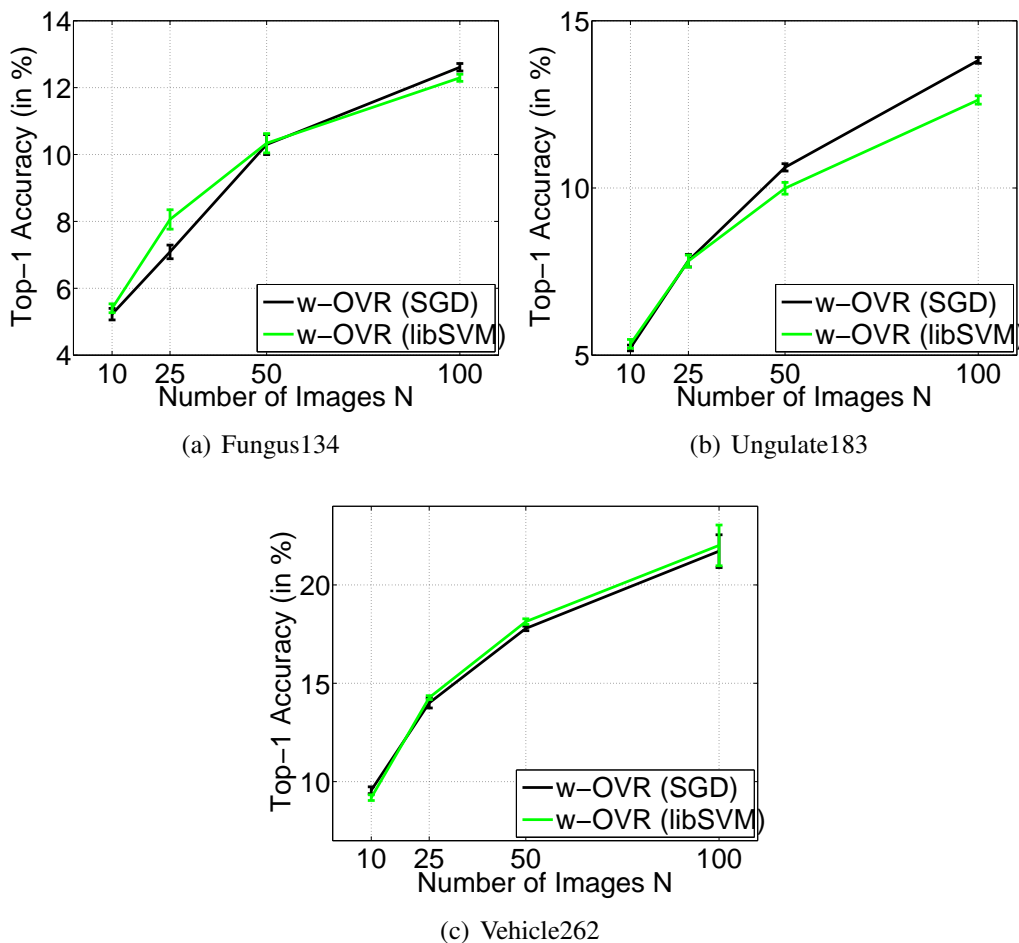 14
12
10
8
6
4
Top−1 Accuracy (in %)
10 25 50 100
Number of Images N
w−OVR (SGD)
w−OVR (libSVM)
(a) Fungus134
15
10
5
Top−1 Accuracy (in %)
10 25 50 100
Number of Images N
w−OVR (SGD)
w−OVR (libSVM)
(b) Ungulate183
20
15
10
Top−1 Accuracy (in %)
10 25 50 100
Number of Images N
w−OVR (SGD)
w−OVR (libSVM)
(c) Vehicle262